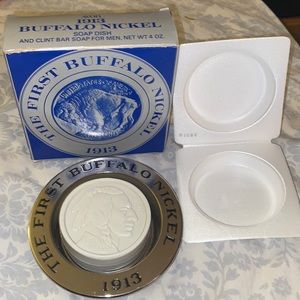 1913
BUFFALO NICKEL
SOAP DISH
AND CLINT BAR SOAP FOR MEN, NET WT 4 OZ.
THE FIRST BUFFALO NICKEL
1913
THE FIRST BUFFALO NICKEL
1913